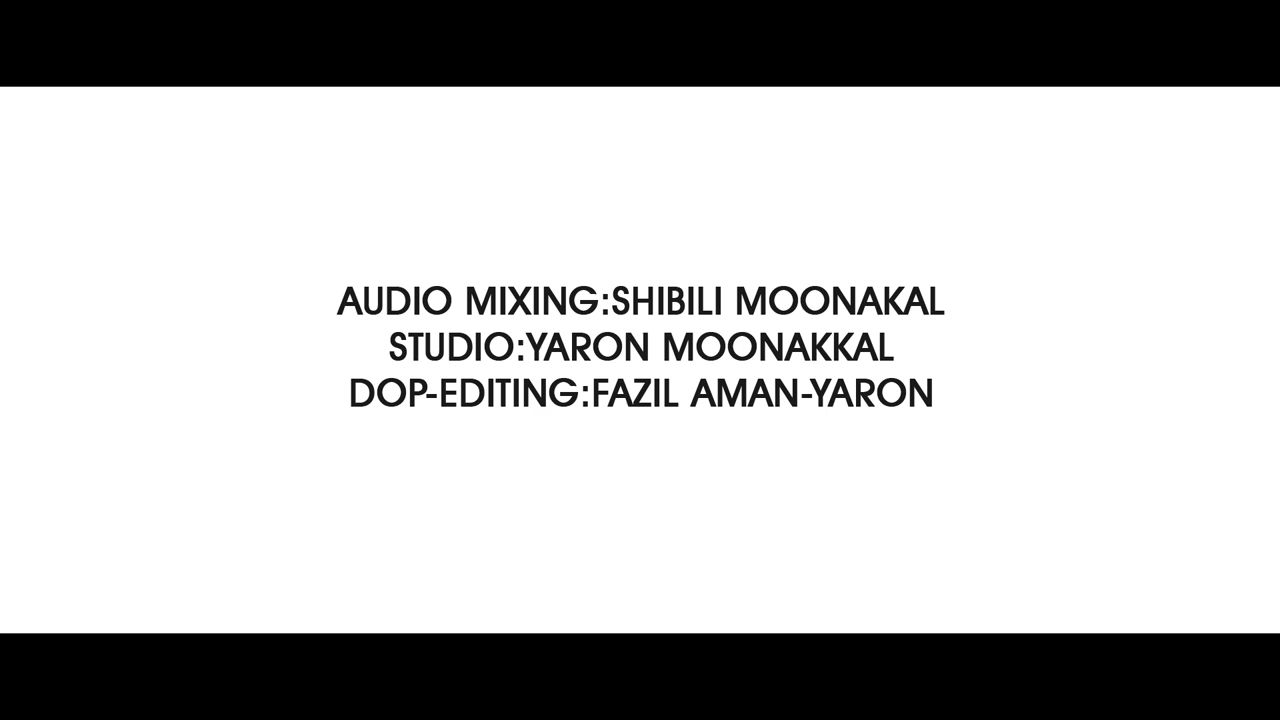 AUDIO MIXING:SHIBILI MOONAKAL
STUDIO:YARON MOONAKKAL
DOP-EDITING:FAZIL AMAN-YARON